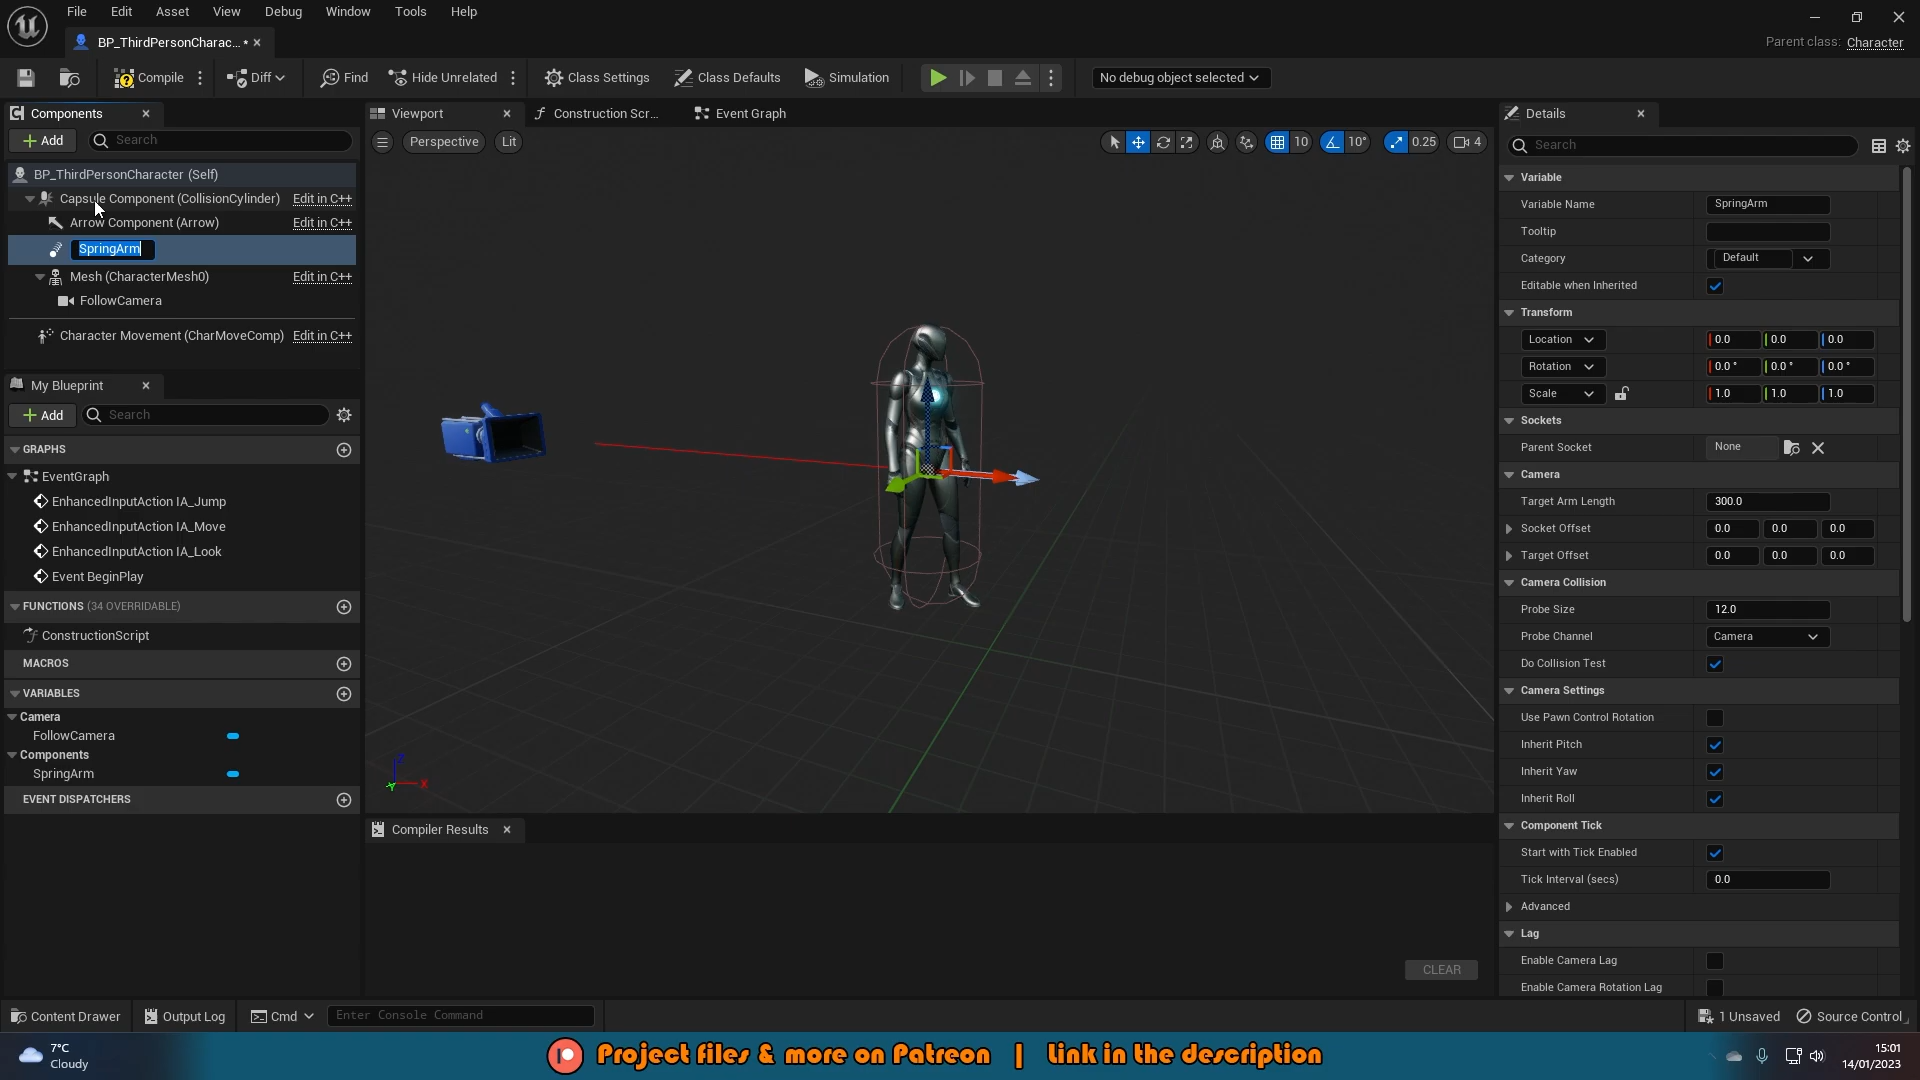 File Edit Asset View Debug Window Tools Help
BP_ThirdPersonCharac... *
Parent class: Character
Compile Diff Find Hide Unrelated Class Settings Class Defaults Simulation No debug object selected
Components
Add Search
BP_ThirdPersonCharacter (Self)
Capsule Component (CollisionCylinder) Edit in C++
Arrow Component (Arrow) Edit in C++
SpringArm
Mesh (CharacterMesh0) Edit in C++
FollowCamera
Character Movement (CharMoveComp) Edit in C++
My Blueprint
Add Search
GRAPHS
EventGraph
EnhancedInputAction IA_Jump
EnhancedInputAction IA_Move
EnhancedInputAction IA_Look
Event BeginPlay
FUNCTIONS (34 OVERRIDABLE)
ConstructionScript
MACROS
VARIABLES
Camera
FollowCamera
Components
SpringArm
EVENT DISPATCHERS
Viewport Construction Scr... Event Graph
Perspective Lit 10 10° 0.25 4
Z
X
Y
Compiler Results
CLEAR
Details
Search
Variable
Variable Name SpringArm
Tooltip
Category Default
Editable when Inherited
Transform
Location 0.0 0.0 0.0
Rotation 0.0 ° 0.0 ° 0.0 °
Scale 1.0 1.0 1.0
Sockets
Parent Socket None
Camera
Target Arm Length 300.0
Socket Offset 0.0 0.0 0.0
Target Offset 0.0 0.0 0.0
Camera Collision
Probe Size 12.0
Probe Channel Camera
Do Collision Test
Camera Settings
Use Pawn Control Rotation
Inherit Pitch
Inherit Yaw
Inherit Roll
Component Tick
Start with Tick Enabled
Tick Interval (secs) 0.0
Advanced
Lag
Enable Camera Lag
Enable Camera Rotation Lag
Content Drawer Output Log Cmd Enter Console Command 1 Unsaved Source Control
7°C
Cloudy
Project files & more on Patreon | Link in the description
15:01
14/01/2023